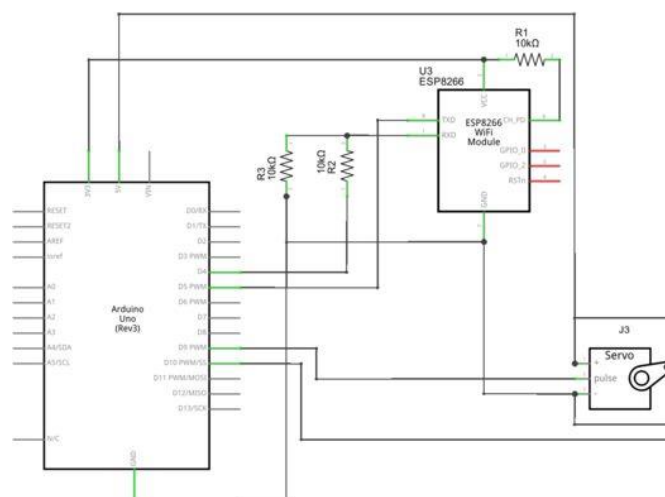 R1
10kΩ
U3
ESP8266
VCC
TXD
RXD
ESP8266
WiFi
Module
CH_PD
GPIO_0
GPIO_2
RSTn
GND
R3
10kΩ
10kΩ
R2
3V3
5V
VIN
RESET
RESET2
AREF
ioref
A0
A1
A2
A3
A4/SDA
A5/SCL
N/C
Arduino
Uno
(Rev3)
D0/RX
D1/TX
D2
D3 PWM
D4
D5 PWM
D6 PWM
D7
D8
D9 PWM
D10 PWM/SS
D11 PWM/MOSI
D12/MISO
D13/SCK
GND
J3
Servo
+
pulse
-